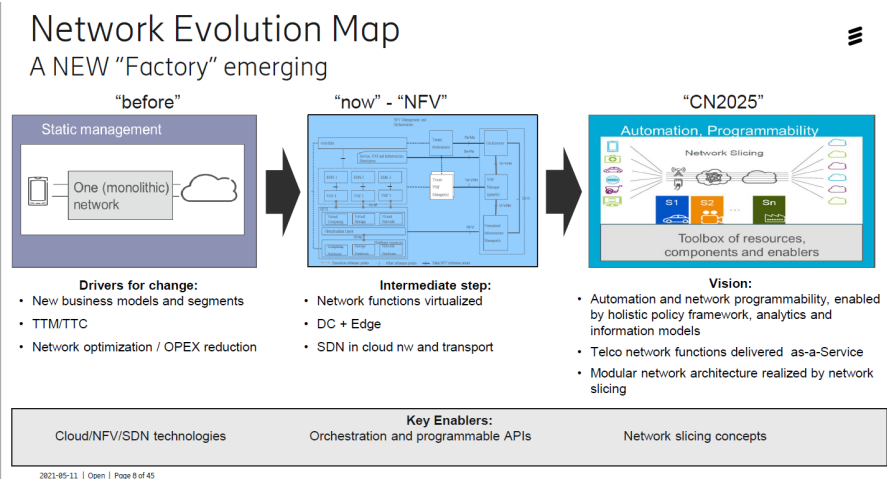 Network Evolution Map
A NEW “Factory” emerging
“before”
Static management
One (monolithic)
network
“now” - “NFV”
“CN2025”
Automation, Programmability
Network Slicing
S1
S2
...
Sn
Toolbox of resources,
components and enablers
Drivers for change:
• New business models and segments
• TTM/TTC
• Network optimization / OPEX reduction
Intermediate step:
• Network functions virtualized
• DC + Edge
• SDN in cloud nw and transport
Vision:
• Automation and network programmability, enabled
by holistic policy framework, analytics and
information models
• Telco network functions delivered as-a-Service
• Modular network architecture realized by network
slicing
Key Enablers:
Cloud/NFV/SDN technologies
Orchestration and programmable APIs
Network slicing concepts
2021-05-11 | Open | Page 8 of 45